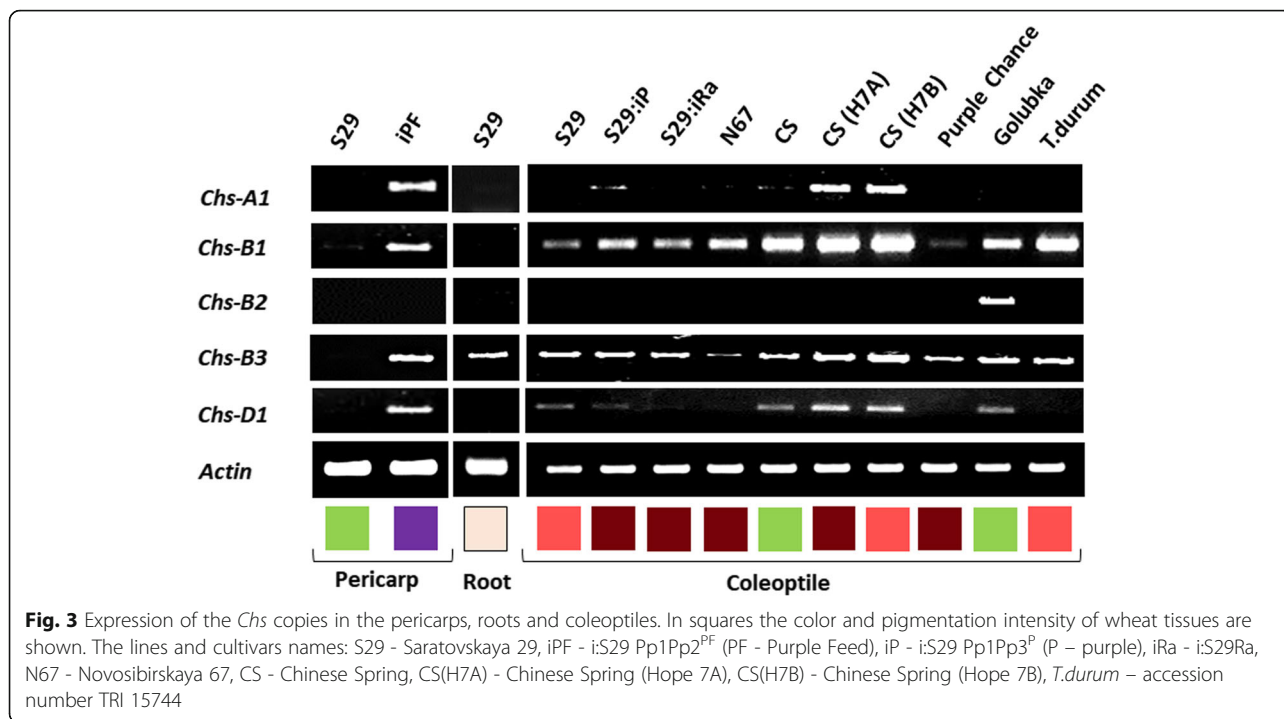 S29 iPF S29 S29 S29:iP S29:iRa N67 CS CS (H7A) CS (H7B) Purple Chance Golubka T.durum
Chs-A1
Chs-B1
Chs-B2
Chs-B3
Chs-D1
Actin
Pericarp Root Coleoptile
Fig. 3 Expression of the Chs copies in the pericarps, roots and coleoptiles. In squares the color and pigmentation intensity of wheat tissues are
shown. The lines and cultivars names: S29 - Saratovskaya 29, iPF - i:S29 Pp1Pp2PF (PF - Purple Feed), iP - i:S29 Pp1Pp3P (P – purple), iRa - i:S29Ra,
N67 - Novosibirskaya 67, CS - Chinese Spring, CS(H7A) - Chinese Spring (Hope 7A), CS(H7B) - Chinese Spring (Hope 7B), T.durum – accession
number TRI 15744